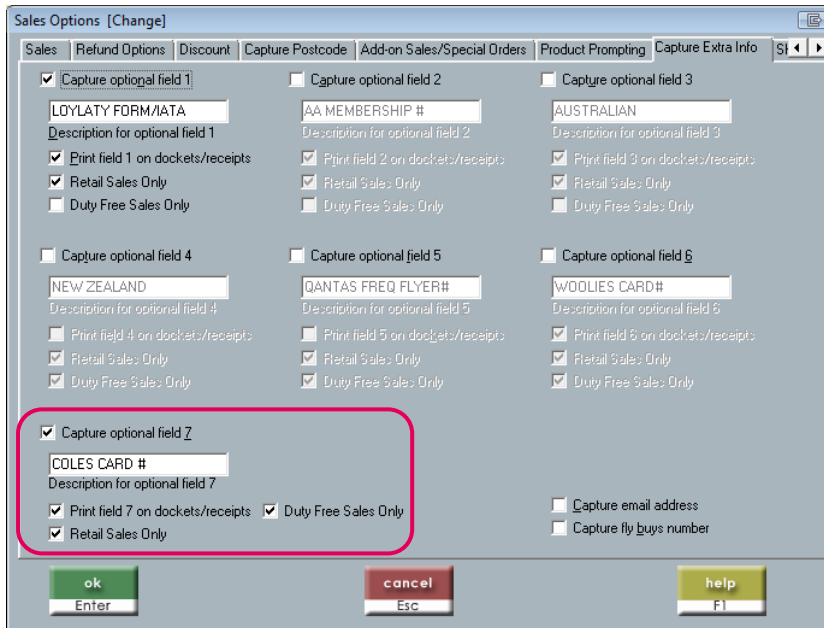 Sales Options [Change]
Sales Refund Options Discount Capture Postcode Add-on Sales/Special Orders Product Prompting Capture Extra Info
Capture optional field 1 Capture optional field 2 Capture optional field 3
LOYLATY FORM/IATA AA MEMBERSHIP # AUSTRALIAN
Description for optional field 1 Description for optional field 2 Description for optional field 3
Print field 1 on dockets/receipts Print field 2 on dockets/receipts Print field 3 on dockets/receipts
Retail Sales Only Retail Sales Only Retail Sales Only
Duty Free Sales Only Duty Free Sales Only Duty Free Sales Only
Capture optional field 4 Capture optional field 5 Capture optional field 6
NEW ZEALAND QANTAS FREQ FLYER# WOOLIES CARD#
Description for optional field 4 Description for optional field 5 Description for optional field 6
Print field 4 on dockets/receipts Print field 5 on dockets/receipts Print field 6 on dockets/receipts
Retail Sales Only Retail Sales Only Retail Sales Only
Duty Free Sales Only Duty Free Sales Only Duty Free Sales Only
Capture optional field 7
COLES CARD #
Description for optional field 7
Print field 7 on dockets/receipts Duty Free Sales Only Capture email address
Retail Sales Only Capture fly buys number
ok cancel help
Enter Esc F1